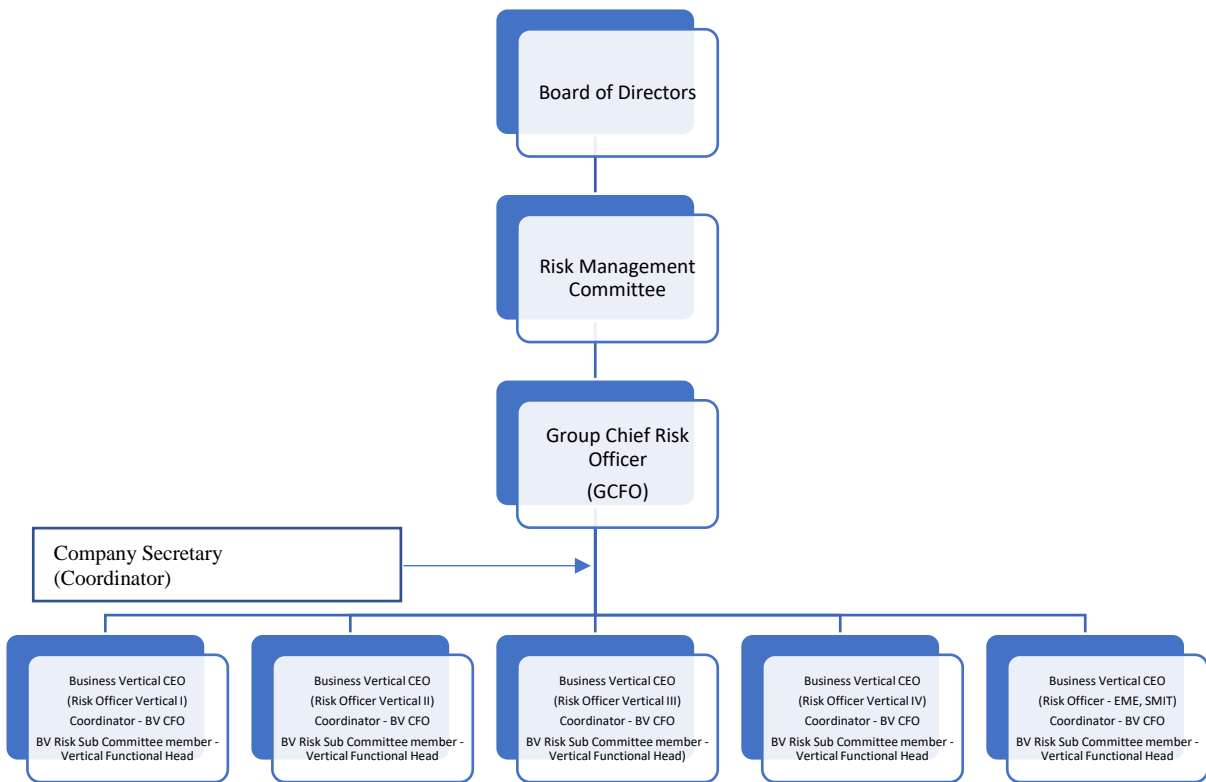 Board of Directors
Risk Management
Committee
Group Chief Risk
Officer
(GCFO)
Company Secretary
(Coordinator)
Business Vertical CEO
(Risk Officer Vertical I)
Coordinator - BV CFO
BV Risk Sub Committee member -
Vertical Functional Head
Business Vertical CEO
(Risk Officer Vertical II)
Coordinator - BV CFO
BV Risk Sub Committee member -
Vertical Functional Head
Business Vertical CEO
(Risk Officer Vertical III)
Coordinator - BV CFO
BV Risk Sub Committee member -
Vertical Functional Head)
Business Vertical CEO
(Risk Officer Vertical IV)
Coordinator - BV CFO
BV Risk Sub Committee member -
Vertical Functional Head
Business Vertical CEO
(Risk Officer - EME, SMIT)
Coordinator - BV CFO
BV Risk Sub Committee member -
Vertical Functional Head